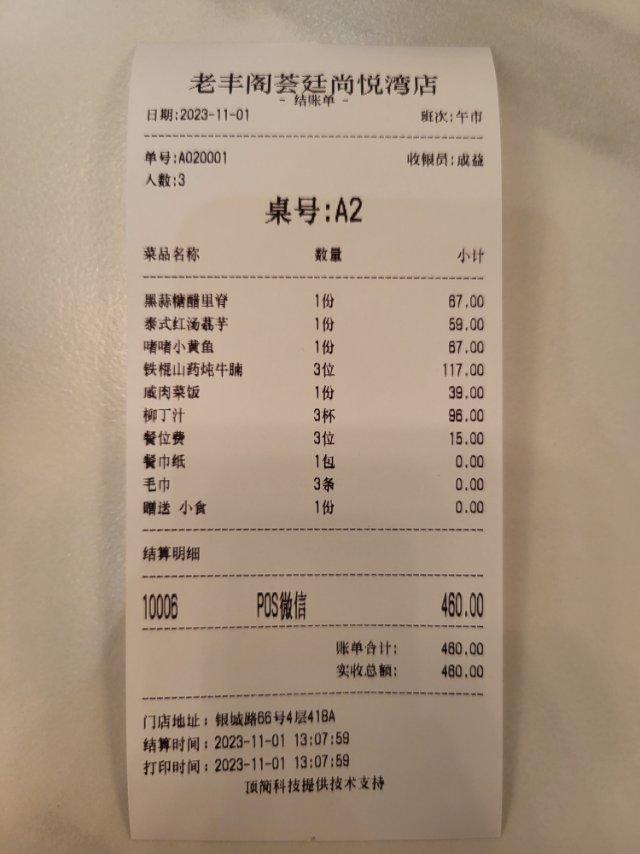 老丰阁荟廷尚悦湾店
- 结账单 -
日期:2023-11-01 班次:午市
单号:A020001 收银员:成益
人数:3
桌号:A2
菜品名称 数量 小计
黑蒜糖醋里脊 1份 67.00
泰式红汤荔芋 1份 59.00
啫啫小黄鱼 1份 67.00
铁棍山药炖牛腩 3位 117.00
咸肉菜饭 1份 39.00
柳丁汁 3杯 96.00
餐位费 3位 15.00
餐巾纸 1包 0.00
毛巾 3条 0.00
赠送 小食 1份 0.00
结算明细
10006 POS微信 460.00
账单合计: 460.00
实收总额: 460.00
门店地址: 银城路66号4层418A
结算时间: 2023-11-01 13:07:59
打印时间: 2023-11-01 13:07:59
顶简科技提供技术支持